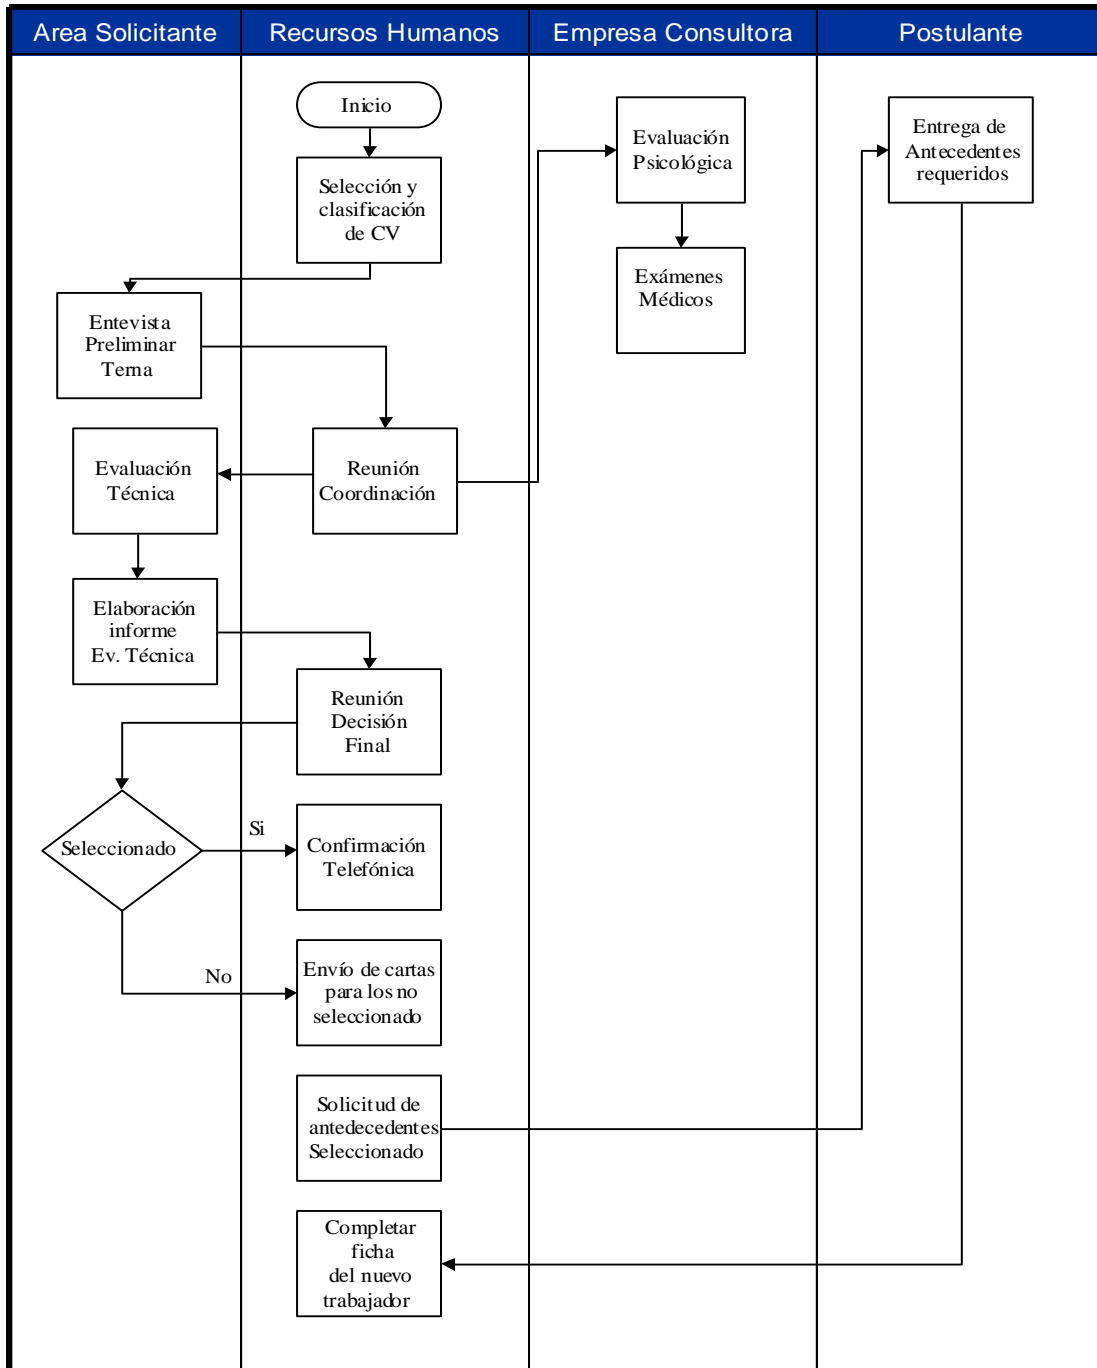 Area Solicitante
Recursos Humanos
Empresa Consultora
Postulante
Inicio
Selección y
clasificación
de CV
Entevista
Preliminar
Terna
Reunión
Coordinación
Evaluación
Psicológica
Exámenes
Médicos
Evaluación
Técnica
Elaboración
informe
Ev. Técnica
Reunión
Decisión
Final
Seleccionado
Si
Confirmación
Telefónica
No
Envío de cartas
para los no
seleccionado
Solicitud de
antedecedentes
Seleccionado
Entrega de
Antecedentes
requeridos
Completar
ficha
del nuevo
trabajador